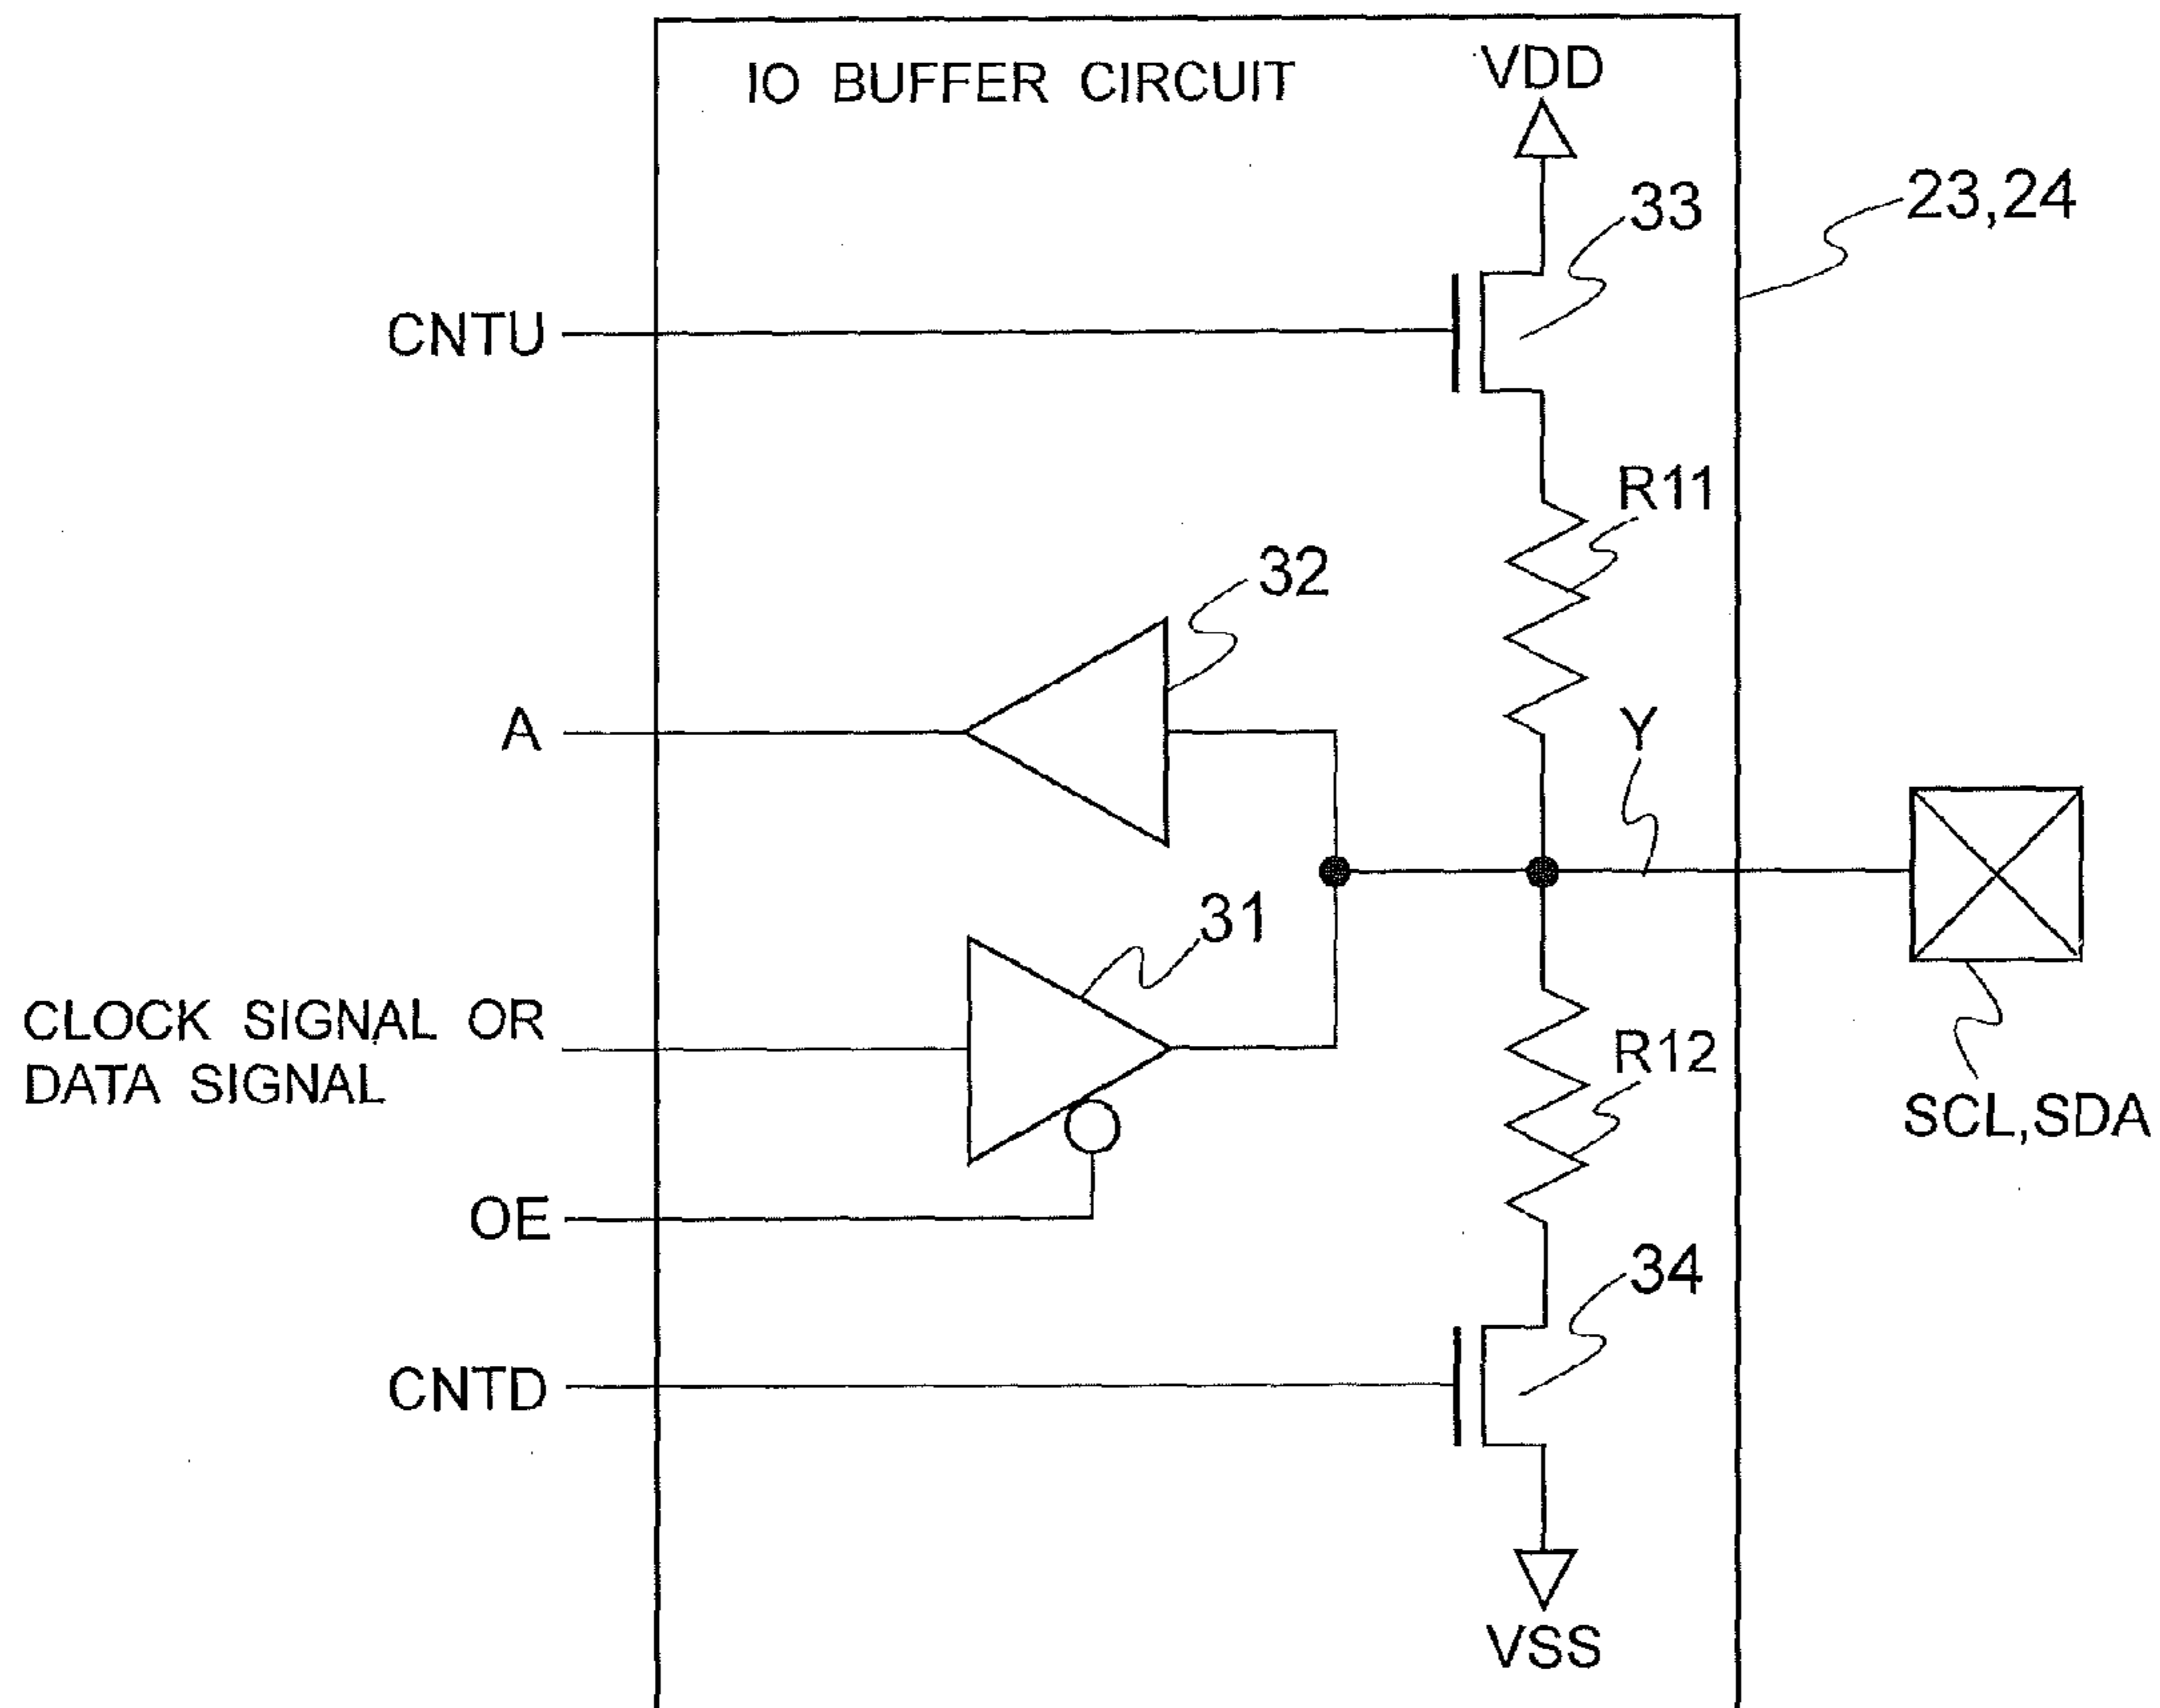 IO BUFFER CIRCUIT
VDD
23,24
33
CNTU
R11
32
A
Y
31
CLOCK SIGNAL OR
DATA SIGNAL
R12
SCL,SDA
OE
34
CNTD
VSS